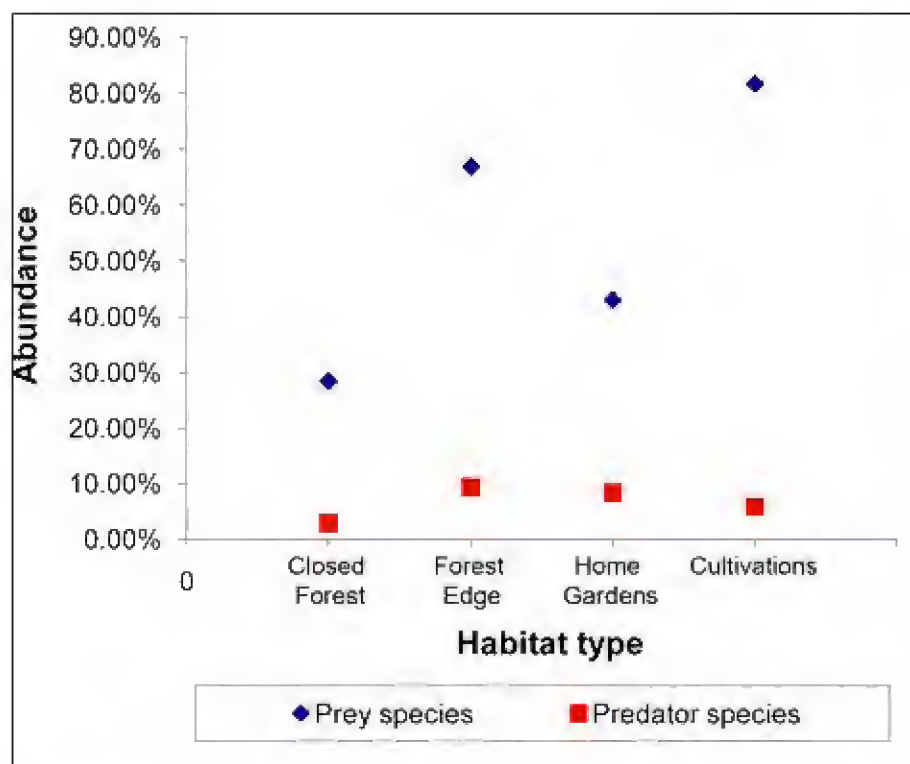 90.00%
80.00%
70.00%
60.00%
50.00%
40.00%
30.00%
20.00%
10.00%
0.00%
Abundance
0
Closed
Forest
Forest
Edge
Home
Gardens
Cultivations
Habitat type
Prey species
Predator species